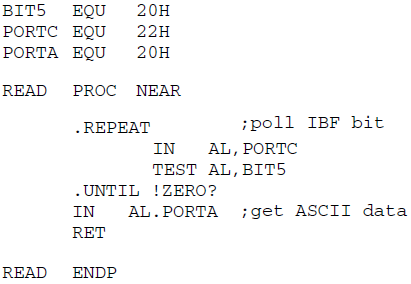 BIT5 EQU 20H
PORTC EQU 22H
PORTA EQU 20H
READ PROC NEAR
.REPEAT ;poll IBF bit
IN AL,PORTC
TEST AL,BIT5
.UNTIL !ZERO?
IN AL.PORTA ;get ASCII data
RET
READ ENDP